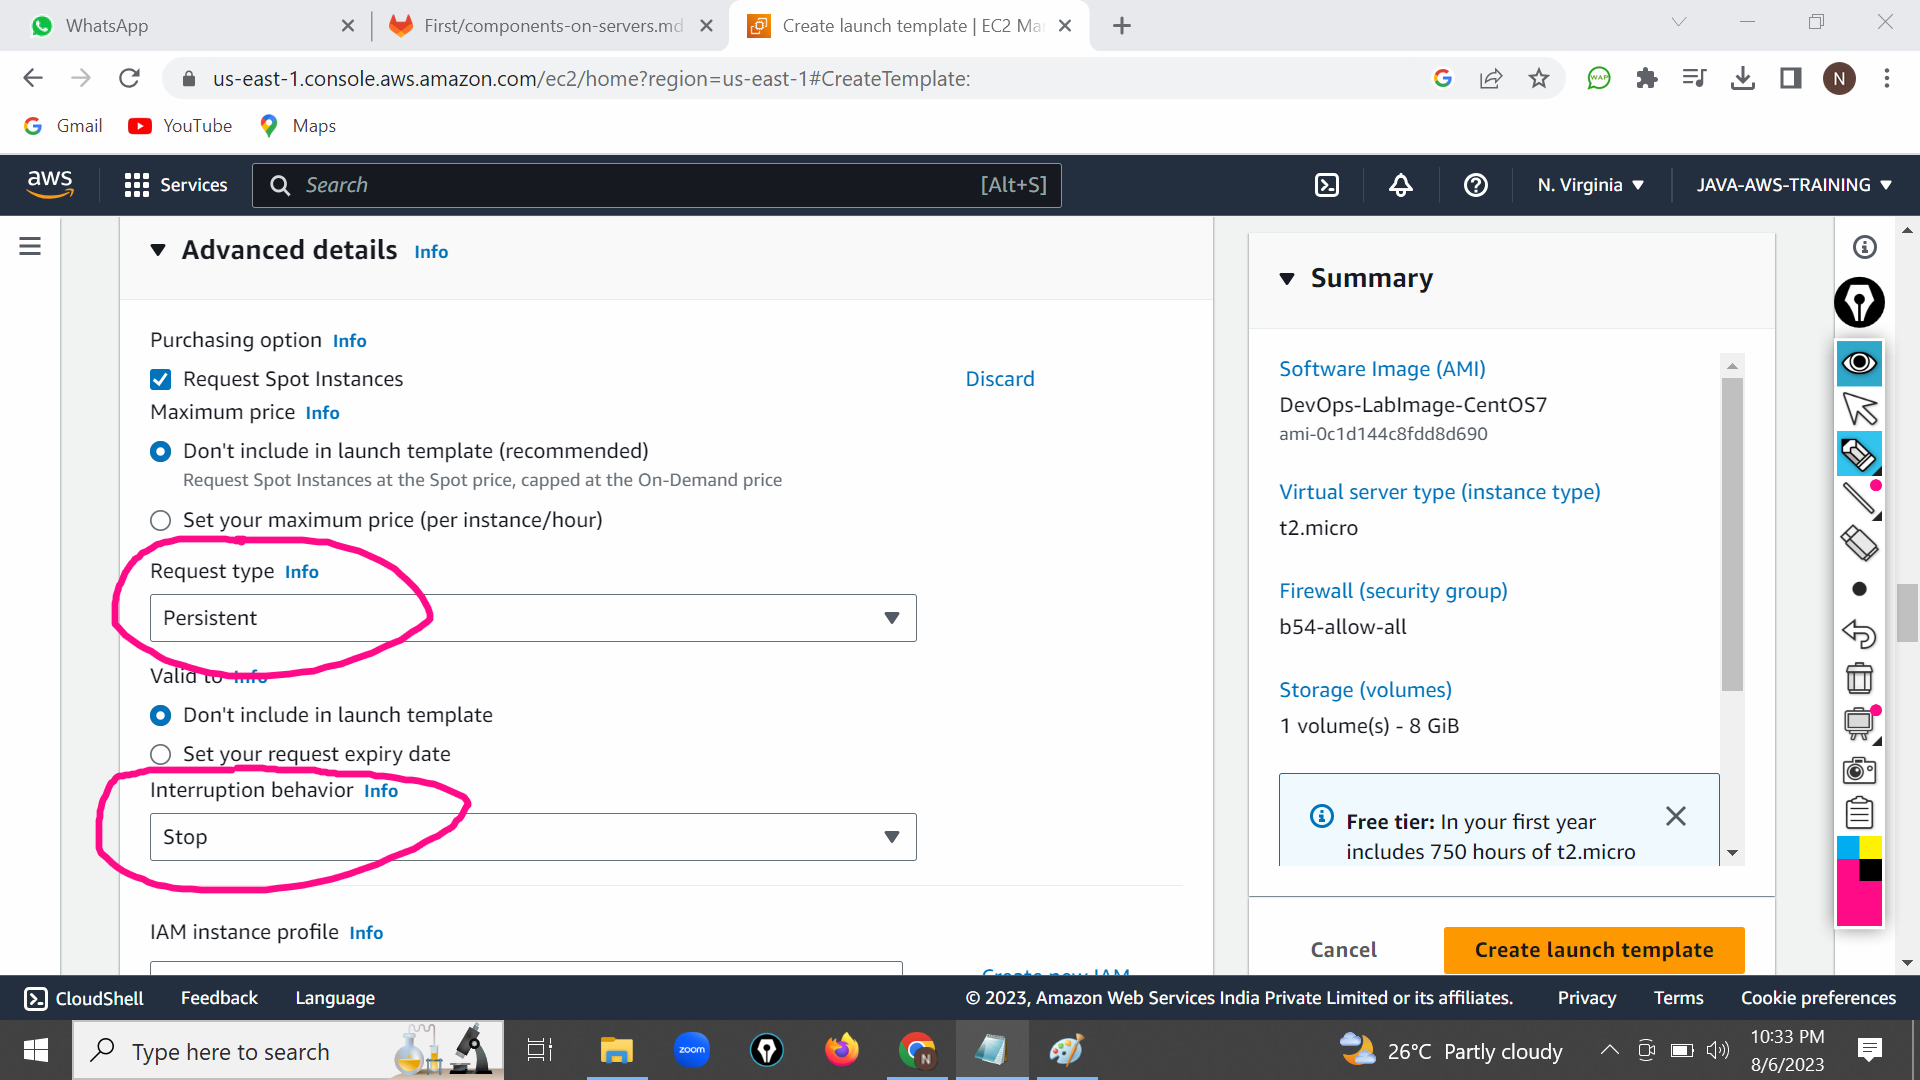 WhatsApp
First/components-on-servers.md
Create launch template | EC2 Ma
us-east-1.console.aws.amazon.com/ec2/home?region=us-east-1#CreateTemplate:
N
Gmail
YouTube
Maps
aws
Services
Search
[Alt+S]
N. Virginia
JAVA-AWS-TRAINING
Advanced details Info
Purchasing option Info
Request Spot Instances
Discard
Maximum price Info
Don't include in launch template (recommended)
Request Spot Instances at the Spot price, capped at the On-Demand price
Set your maximum price (per instance/hour)
Request type Info
Persistent
Valid to Info
Don't include in launch template
Set your request expiry date
Interruption behavior Info
Stop
IAM instance profile Info
Create new IAM
Summary
Software Image (AMI)
DevOps-LabImage-CentOS7
ami-0c1d144c8fdd8d690
Virtual server type (instance type)
t2.micro
Firewall (security group)
b54-allow-all
Storage (volumes)
1 volume(s) - 8 GiB
Free tier: In your first year
includes 750 hours of t2.micro
Cancel
Create launch template
CloudShell
Feedback
Language
© 2023, Amazon Web Services India Private Limited or its affiliates.
Privacy
Terms
Cookie preferences
Type here to search
zoom
N
26°C Partly cloudy
10:33 PM
8/6/2023